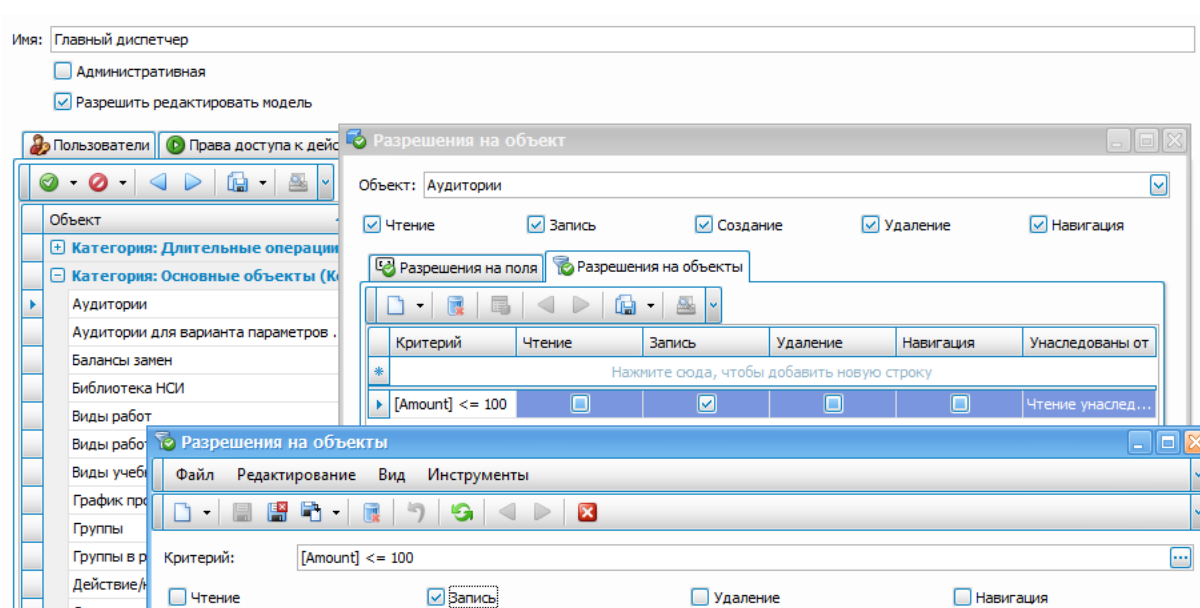 Имя: Главный диспетчер
Административная
Разрешить редактировать модель
Пользователи Права доступа к дейс
Разрешения на объект
Объект: Аудитории
Чтение Запись Создание Удаление Навигация
Разрешения на поля Разрешения на объекты
Объект
Категория: Длительные операции
Категория: Основные объекты (К
Аудитории
Аудитории для варианта параметров .
Балансы замен
Библиотека НСИ
Виды работ
Виды рабо
Виды учеб
График про
Группы
Группы в р
Действие/
Критерий Чтение Запись Удаление Навигация Унаследованы от
Нажмите сюда, чтобы добавить новую строку
[Amount] <= 100 Чтение унаслед...
Разрешения на объекты
Файл Редактирование Вид Инструменты
Критерий: [Amount] <= 100
Чтение Запись Удаление Навигация